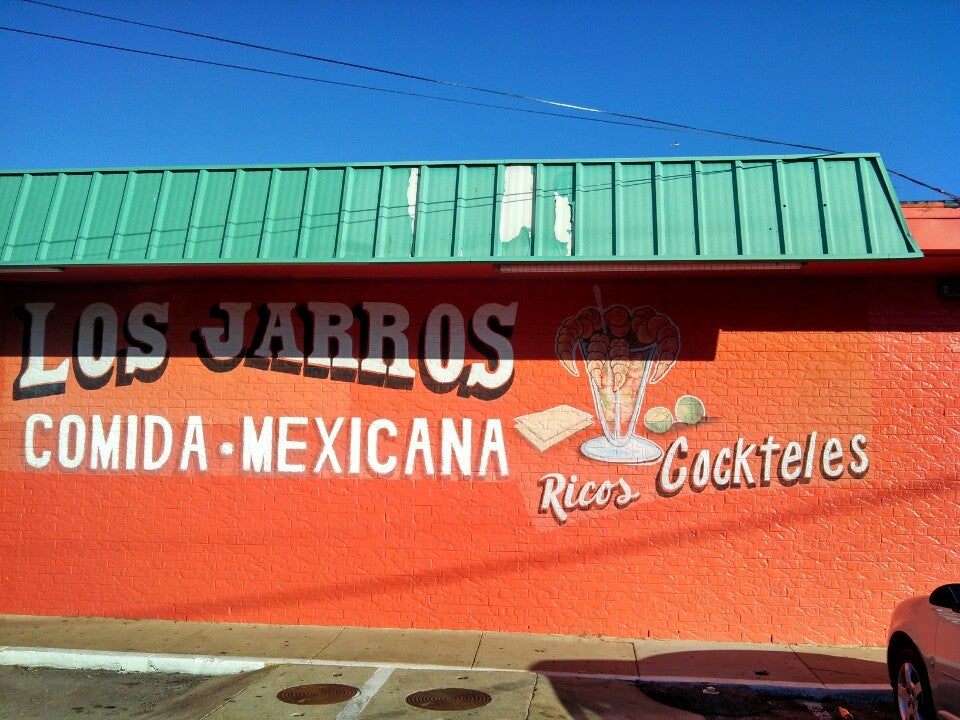 LOS JARROS
COMIDA · MEXICANA
Ricos Cockteles